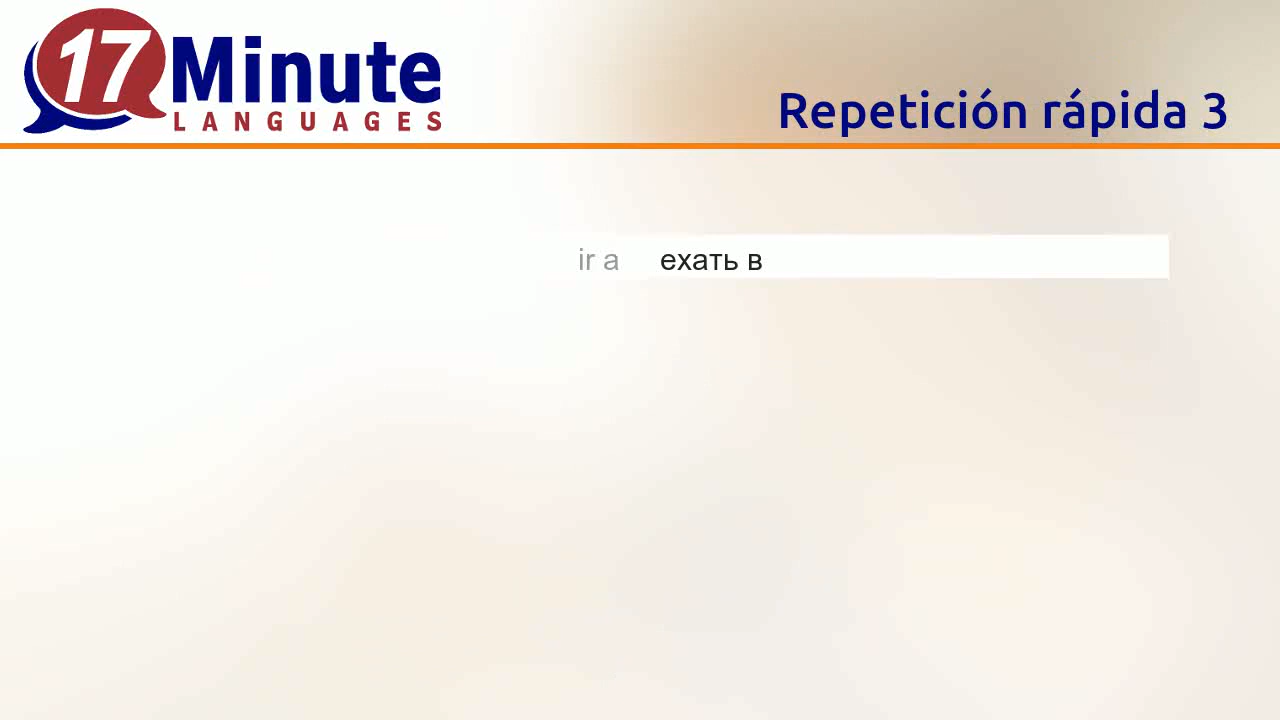 17 Minute
LANGUAGES
Repetición rápida 3
ir a ехать в